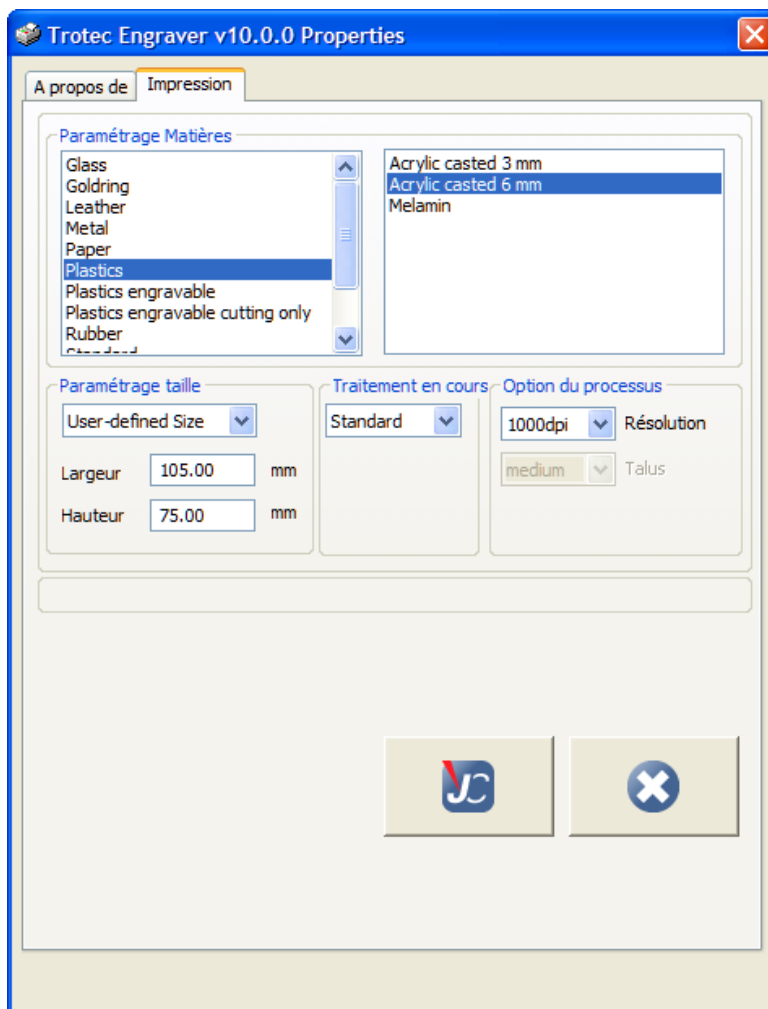 Trotec Engraver v10.0.0 Properties
A propos de
Impression
Paramétrage Matières
Glass
Goldring
Leather
Metal
Paper
Plastics
Plastics engravable
Plastics engravable cutting only
Rubber
Standard
Acrylic casted 3 mm
Acrylic casted 6 mm
Melamin
Paramétrage taille
User-defined Size
Largeur 105.00 mm
Hauteur 75.00 mm
Traitement en cours
Standard
Option du processus
1000dpi Résolution
medium Talus
JC